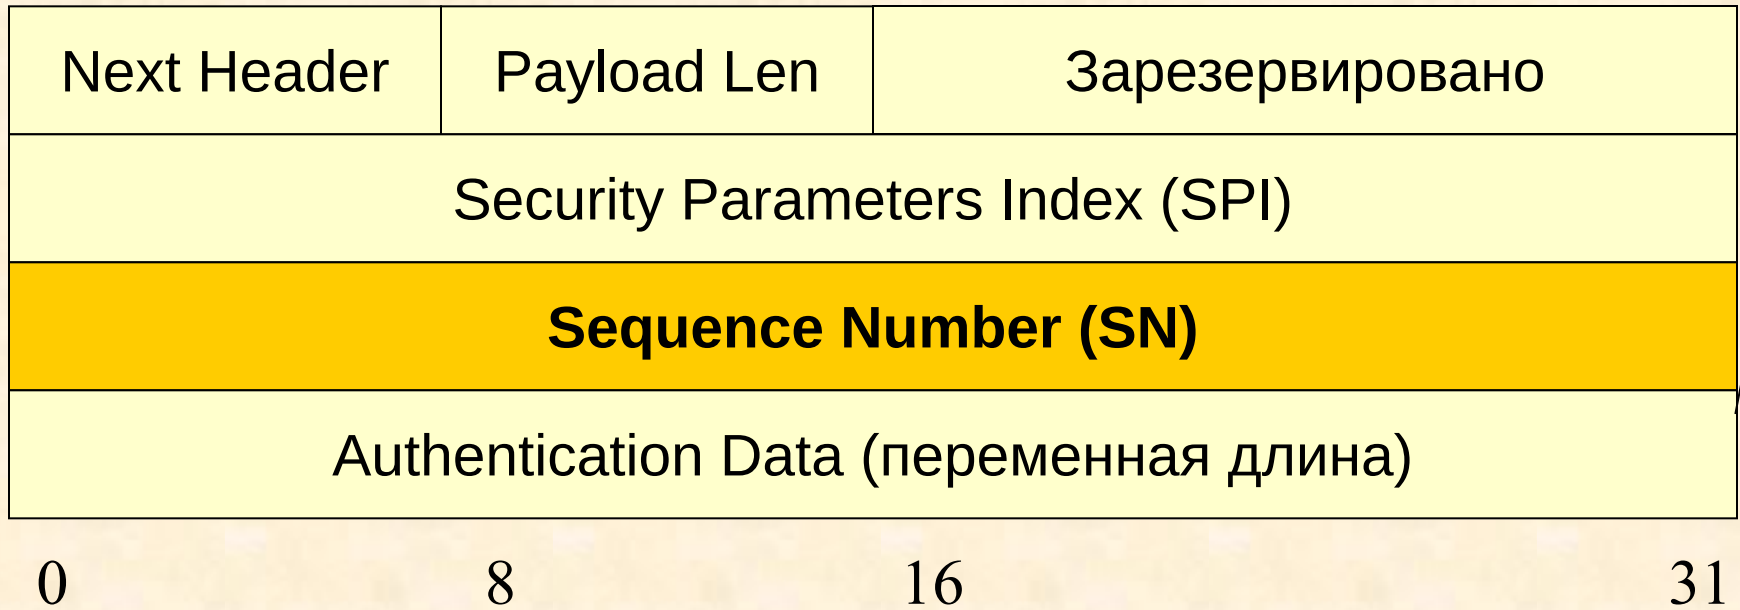 Next Header Payload Len Зарезервировано
Security Parameters Index (SPI)
Sequence Number (SN)
Authentication Data (переменная длина)
0 8 16 31